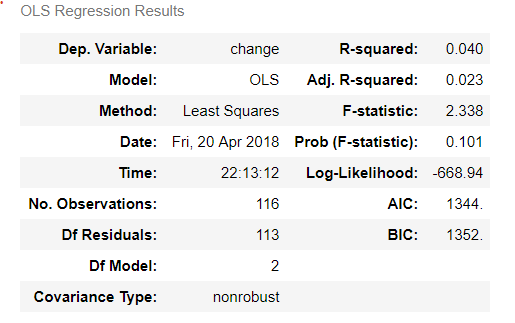 OLS Regression Results
Dep. Variable: change R-squared: 0.040
Model: OLS Adj. R-squared: 0.023
Method: Least Squares F-statistic: 2.338
Date: Fri, 20 Apr 2018 Prob (F-statistic): 0.101
Time: 22:13:12 Log-Likelihood: -668.94
No. Observations: 116 AIC: 1344.
Df Residuals: 113 BIC: 1352.
Df Model: 2
Covariance Type: nonrobust